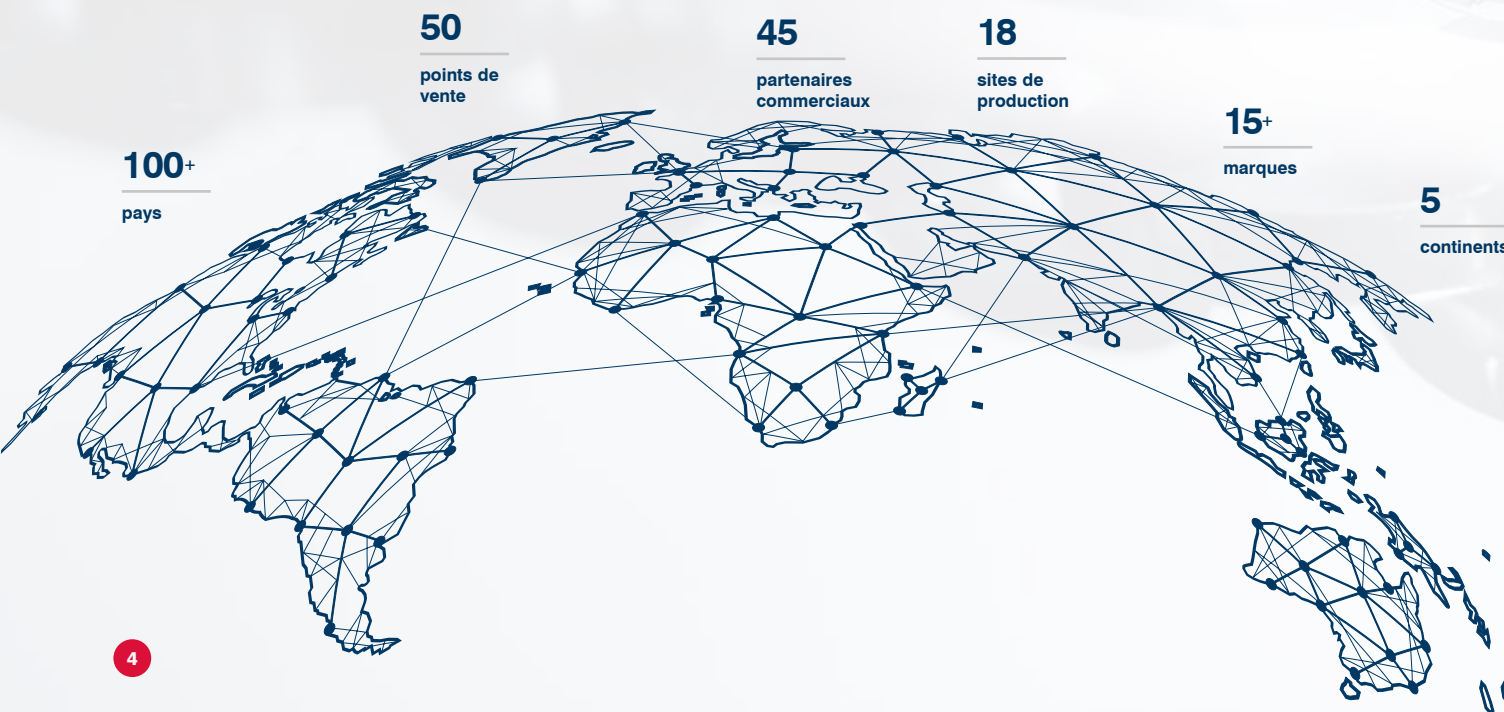 100+
pays
50
points de
vente
45
partenaires
commerciaux
18
sites de
production
15+
marques
5
continents
4